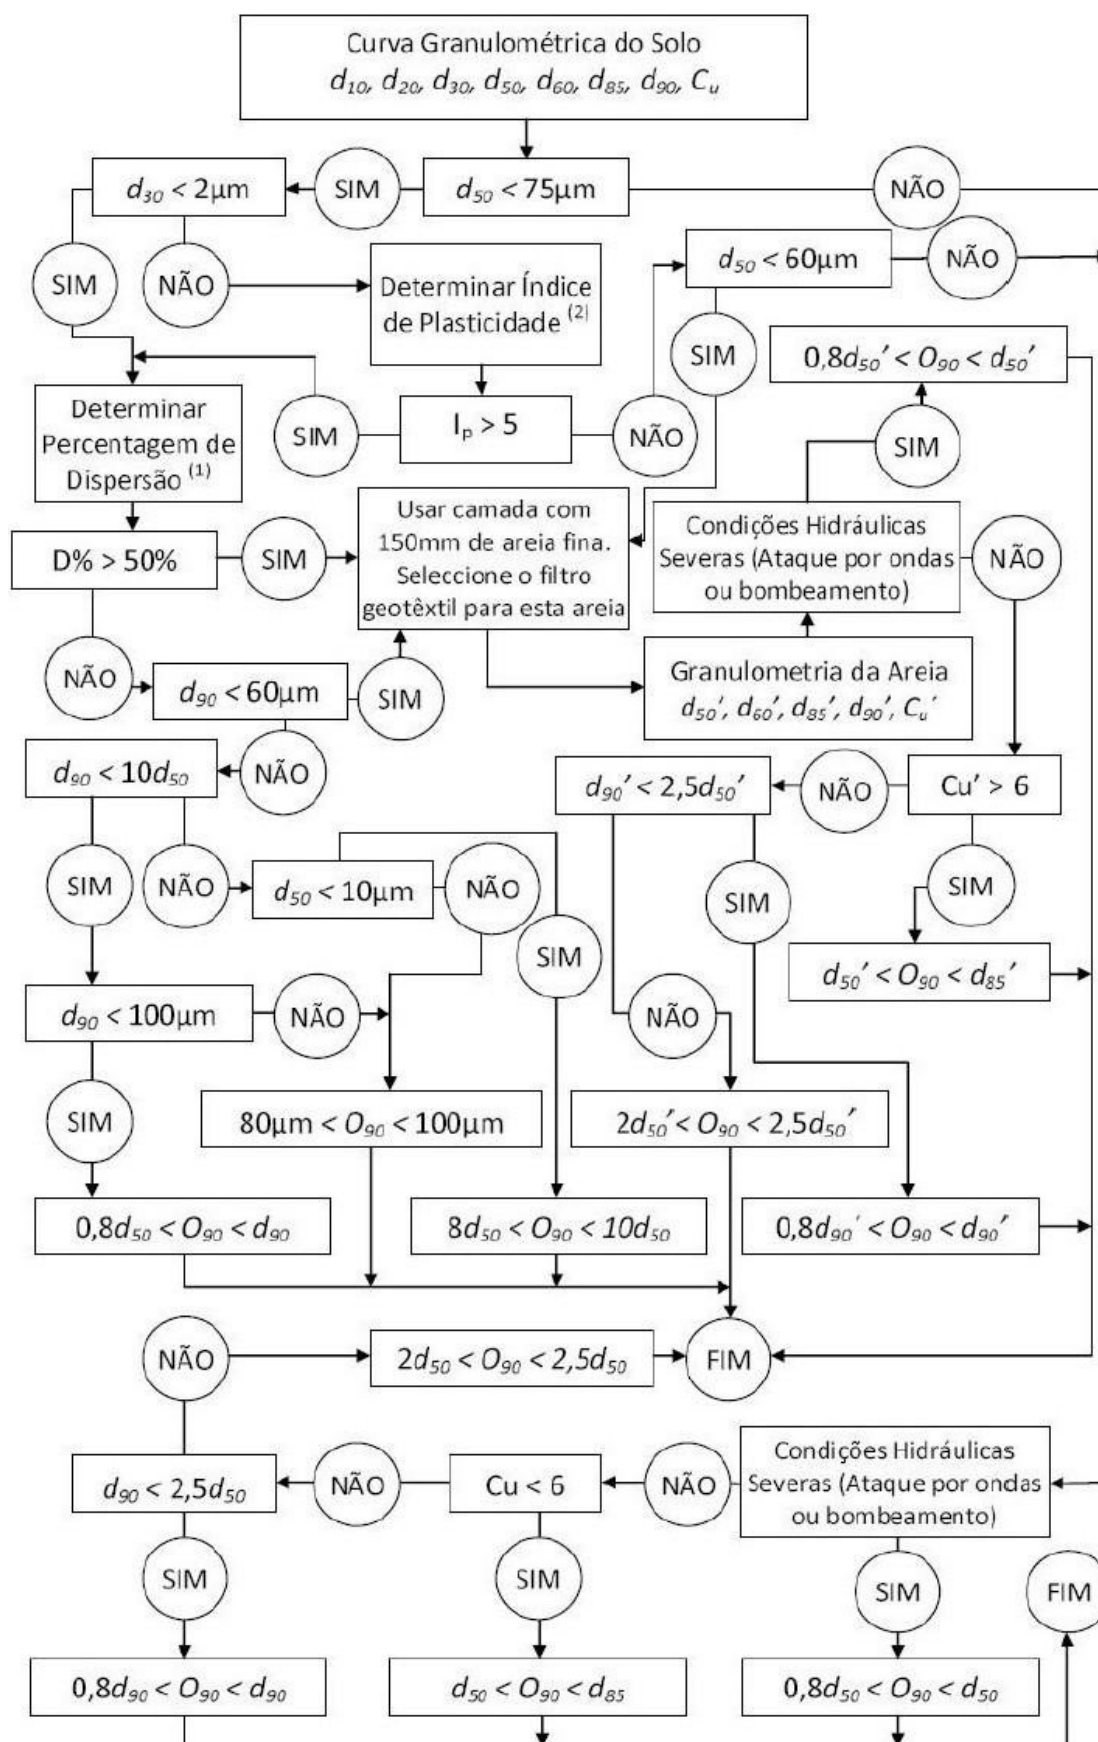 Curva Granulométrica do Solo
d10, d20, d30, d50, d60, d85, d90, Cu
d30 < 2µm
SIM
d50 < 75µm
NÃO
SIM
NÃO
Determinar Índice
de Plasticidade (2)
d50 < 60µm
NÃO
SIM
0,8d50′ < O90 < d50′
Determinar
Percentagem de
Dispersão (1)
SIM
Ip > 5
NÃO
SIM
D% > 50%
SIM
Usar camada com
150mm de areia fina.
Seleccione o filtro
geotêxtil para esta areia
Condições Hidráulicas
Severas (Ataque por ondas
ou bombeamento)
NÃO
NÃO
d90 < 60µm
SIM
Granulometria da Areia
d50′, d60′, d85′, d90′, Cu′
d90 < 10d50
NÃO
d90′ < 2,5d50′
NÃO
Cu′ > 6
SIM
NÃO
d50 < 10µm
NÃO
SIM
SIM
SIM
d50′ < O90 < d85′
d90 < 100µm
NÃO
NÃO
SIM
80µm < O90 < 100µm
2d50′ < O90 < 2,5d50′
0,8d50 < O90 < d90
8d50 < O90 < 10d50
0,8d90′ < O90 < d90′
NÃO
2d50 < O90 < 2,5d50
FIM
d90 < 2,5d50
NÃO
Cu < 6
NÃO
Condições Hidráulicas
Severas (Ataque por ondas
ou bombeamento)
SIM
SIM
SIM
FIM
0,8d90 < O90 < d90
d50 < O90 < d85
0,8d50 < O90 < d50